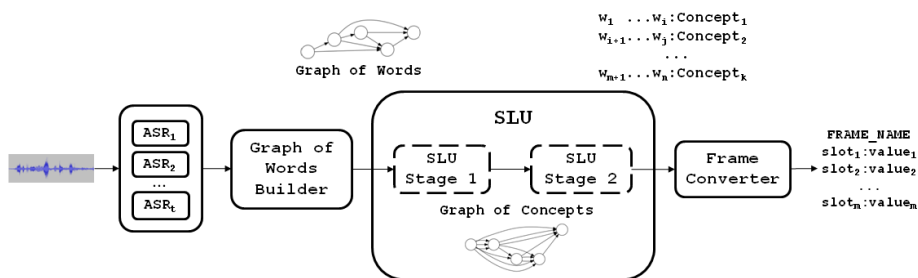 w1 ...wi:Concept1
wi+1...wj:Concept2
...
wm+1...wn:Conceptk
Graph of Words
SLU
ASR1
ASR2
...
ASRt
Graph of
Words
Builder
SLU
Stage 1
SLU
Stage 2
Graph of Concepts
Frame
Converter
FRAME_NAME
slot1:value1
slot2:value2
...
slotm:valuem